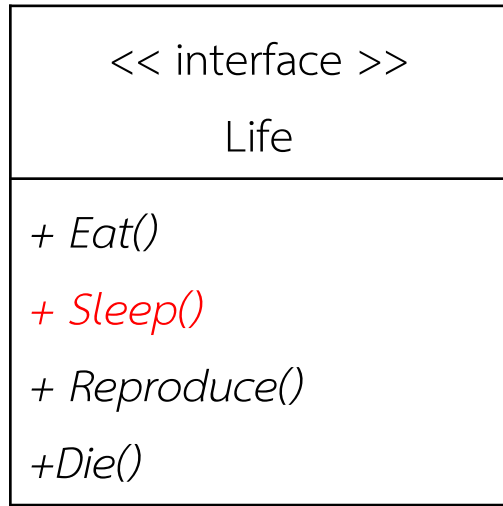 << interface >>
Life
+ Eat()
+ Sleep()
+ Reproduce()
+Die()